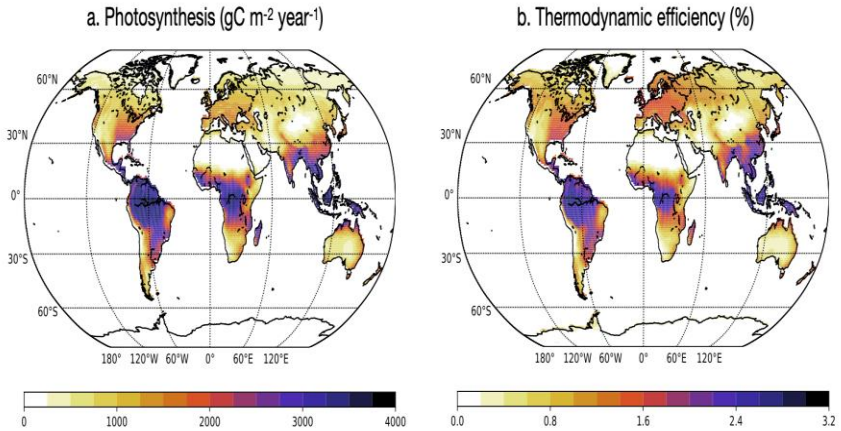 a. Photosynthesis (gC m⁻² year⁻¹)
b. Thermodynamic efficiency (%)
60°N
30°N
0°
30°S
60°S
180° 120°W 60°W 0° 60°E 120°E
0 1000 2000 3000 4000
60°N
30°N
0°
30°S
60°S
180° 120°W 60°W 0° 60°E 120°E
0.0 0.8 1.6 2.4 3.2